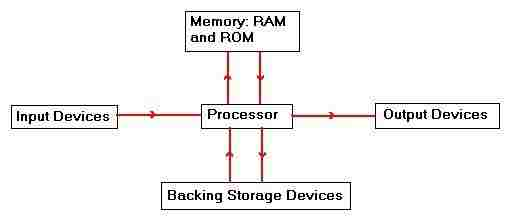 Memory: RAM
and ROM
Input Devices
Processor
Output Devices
Backing Storage Devices